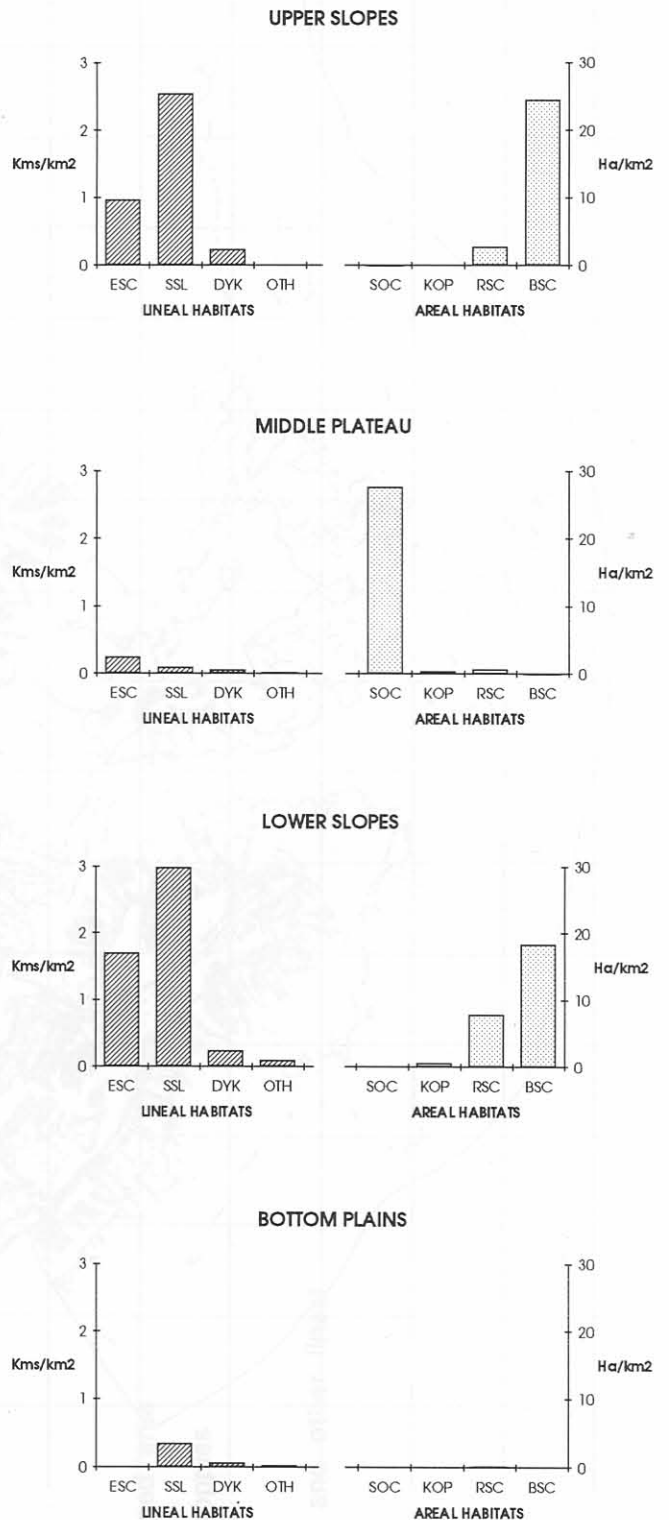 UPPER SLOPES
3
2
Kms/km2
1
0
ESC SSL DYK OTH
LINEAL HABITATS
30
20
Ha/km2
10
0
SOC KOP RSC BSC
AREAL HABITATS
MIDDLE PLATEAU
3
2
Kms/km2
1
0
ESC SSL DYK OTH
LINEAL HABITATS
30
20
Ha/km2
10
0
SOC KOP RSC BSC
AREAL HABITATS
LOWER SLOPES
3
2
Kms/km2
1
0
ESC SSL DYK OTH
LINEAL HABITATS
30
20
Ha/km2
10
0
SOC KOP RSC BSC
AREAL HABITATS
BOTTOM PLAINS
3
2
Kms/km2
1
0
ESC SSL DYK OTH
LINEAL HABITATS
30
20
Ha/km2
10
0
SOC KOP RSC BSC
AREAL HABITATS